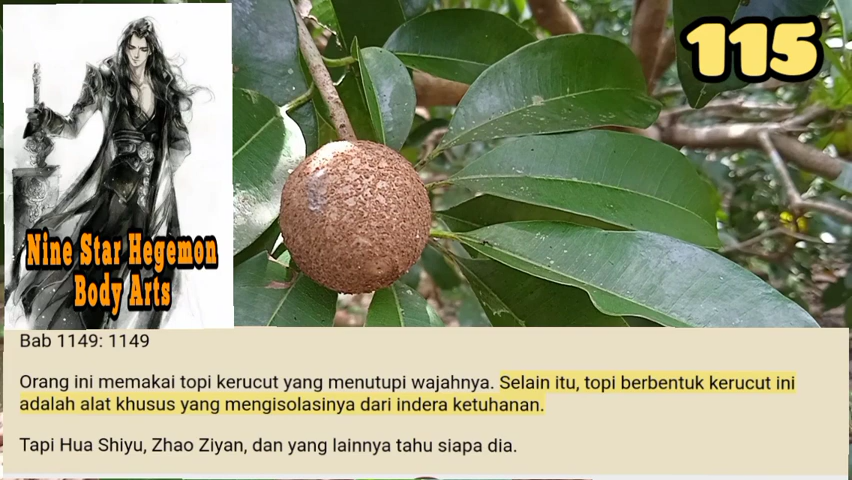 115
Nine Star Hegemon
Body Arts
Bab 1149: 1149
Orang ini memakai topi kerucut yang menutupi wajahnya. Selain itu, topi berbentuk kerucut ini
adalah alat khusus yang mengisolasinya dari indera ketuhanan.
Tapi Hua Shiyu, Zhao Ziyan, dan yang lainnya tahu siapa dia.